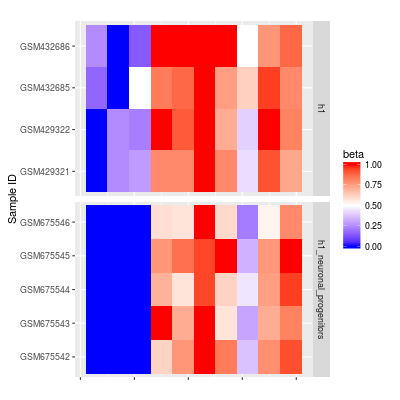 Sample ID
GSM432686
GSM432685
GSM429322
GSM429321
h1
GSM675546
GSM675545
GSM675544
GSM675543
GSM675542
h1_neuronal_progenitors
beta
1.00
0.75
0.50
0.25
0.00